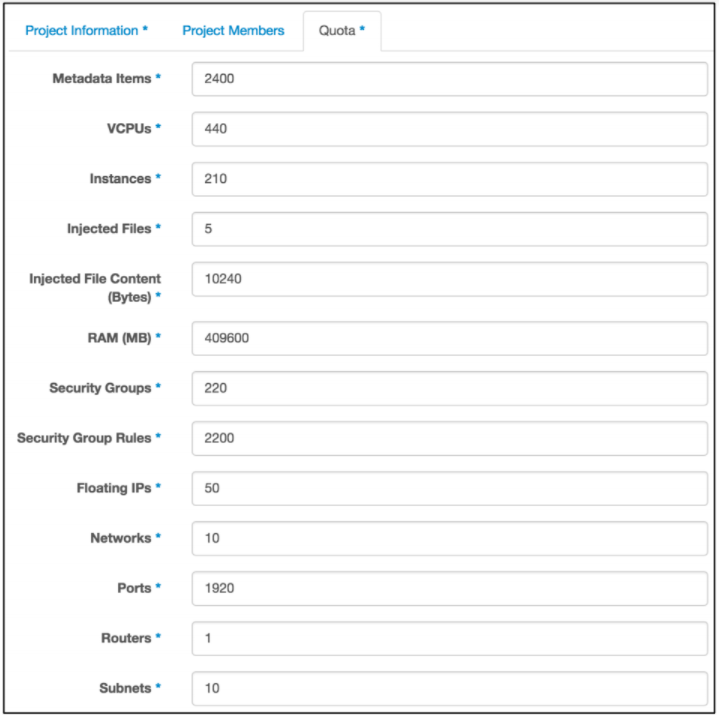 Project Information * Project Members Quota *
Metadata Items * 2400
VCPUs * 440
Instances * 210
Injected Files * 5
Injected File Content
(Bytes) * 10240
RAM (MB) * 409600
Security Groups * 220
Security Group Rules * 2200
Floating IPs * 50
Networks * 10
Ports * 1920
Routers * 1
Subnets * 10